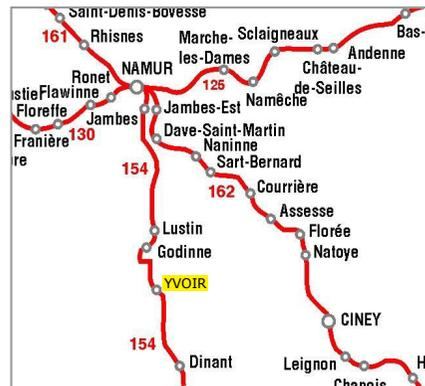 Saint-Denis-Bovesse
161
Rhisnes
Marche-
les-Dames
Sclaigneaux
Bas-
Andenne
Château-
de-Seilles
NAMUR
Ronet
Flawinne
Floreffe
Franière
130
Jambes
Jambes-Est
125
Namêche
Dave-Saint-Martin
Naninne
Sart-Bernard
154
162
Courrière
Assesse
Florée
Natoye
Lustin
Godinne
YVOIR
CINEY
154
Dinant
Leignon
Chapois
H